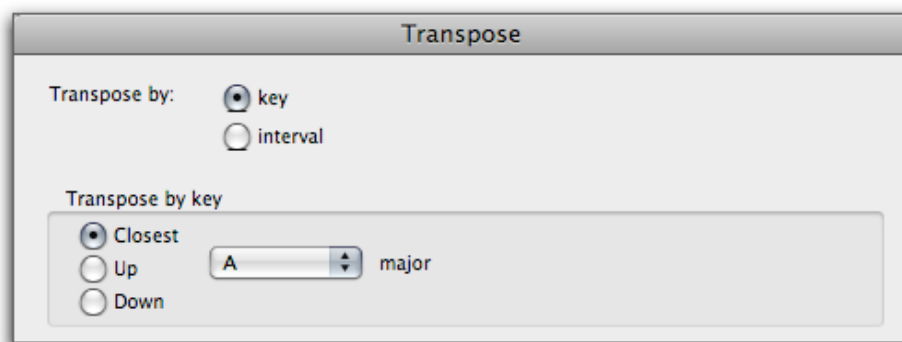 Transpose
Transpose by: key
interval
Transpose by key
Closest
Up
A major
Down